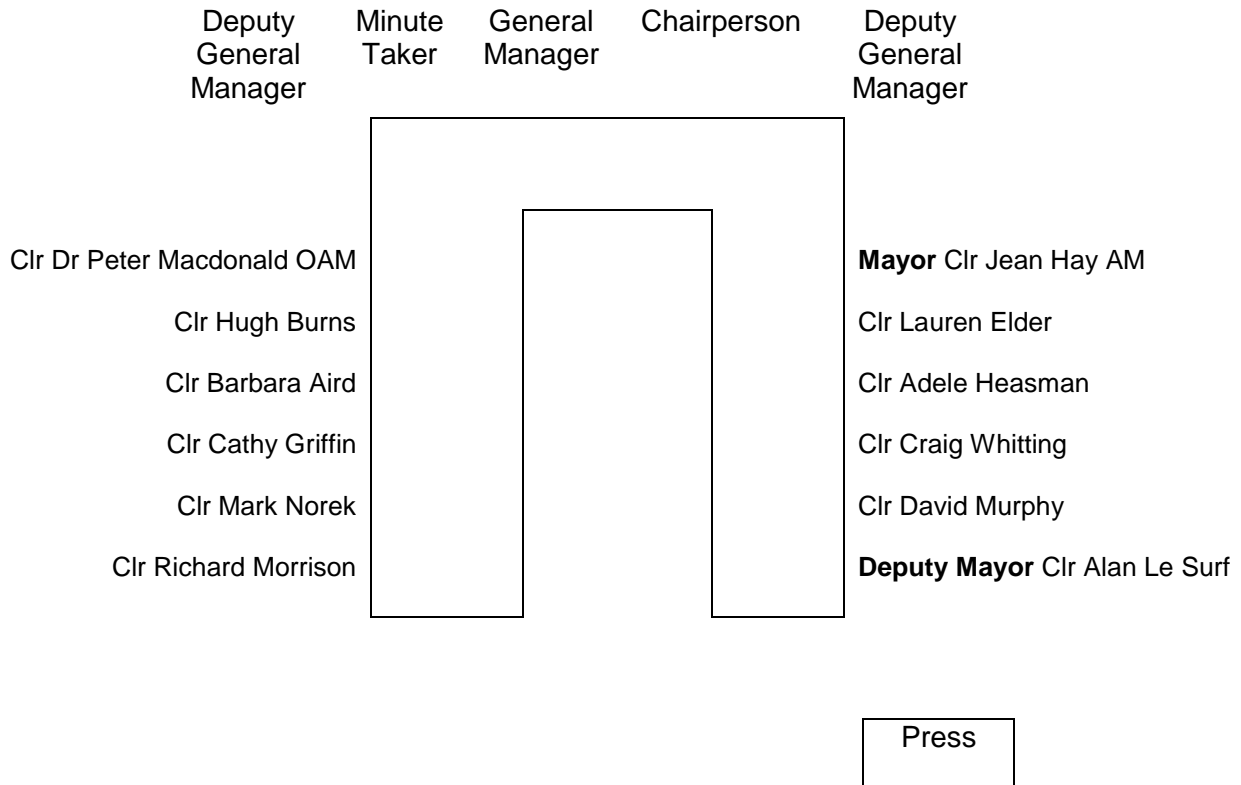 Deputy General Manager
Minute Taker
General Manager
Chairperson
Deputy General Manager
Clr Dr Peter Macdonald OAM
Mayor Clr Jean Hay AM
Clr Hugh Burns
Clr Lauren Elder
Clr Barbara Aird
Clr Adele Heasman
Clr Cathy Griffin
Clr Craig Whitting
Clr Mark Norek
Clr David Murphy
Clr Richard Morrison
Deputy Mayor Clr Alan Le Surf
Press